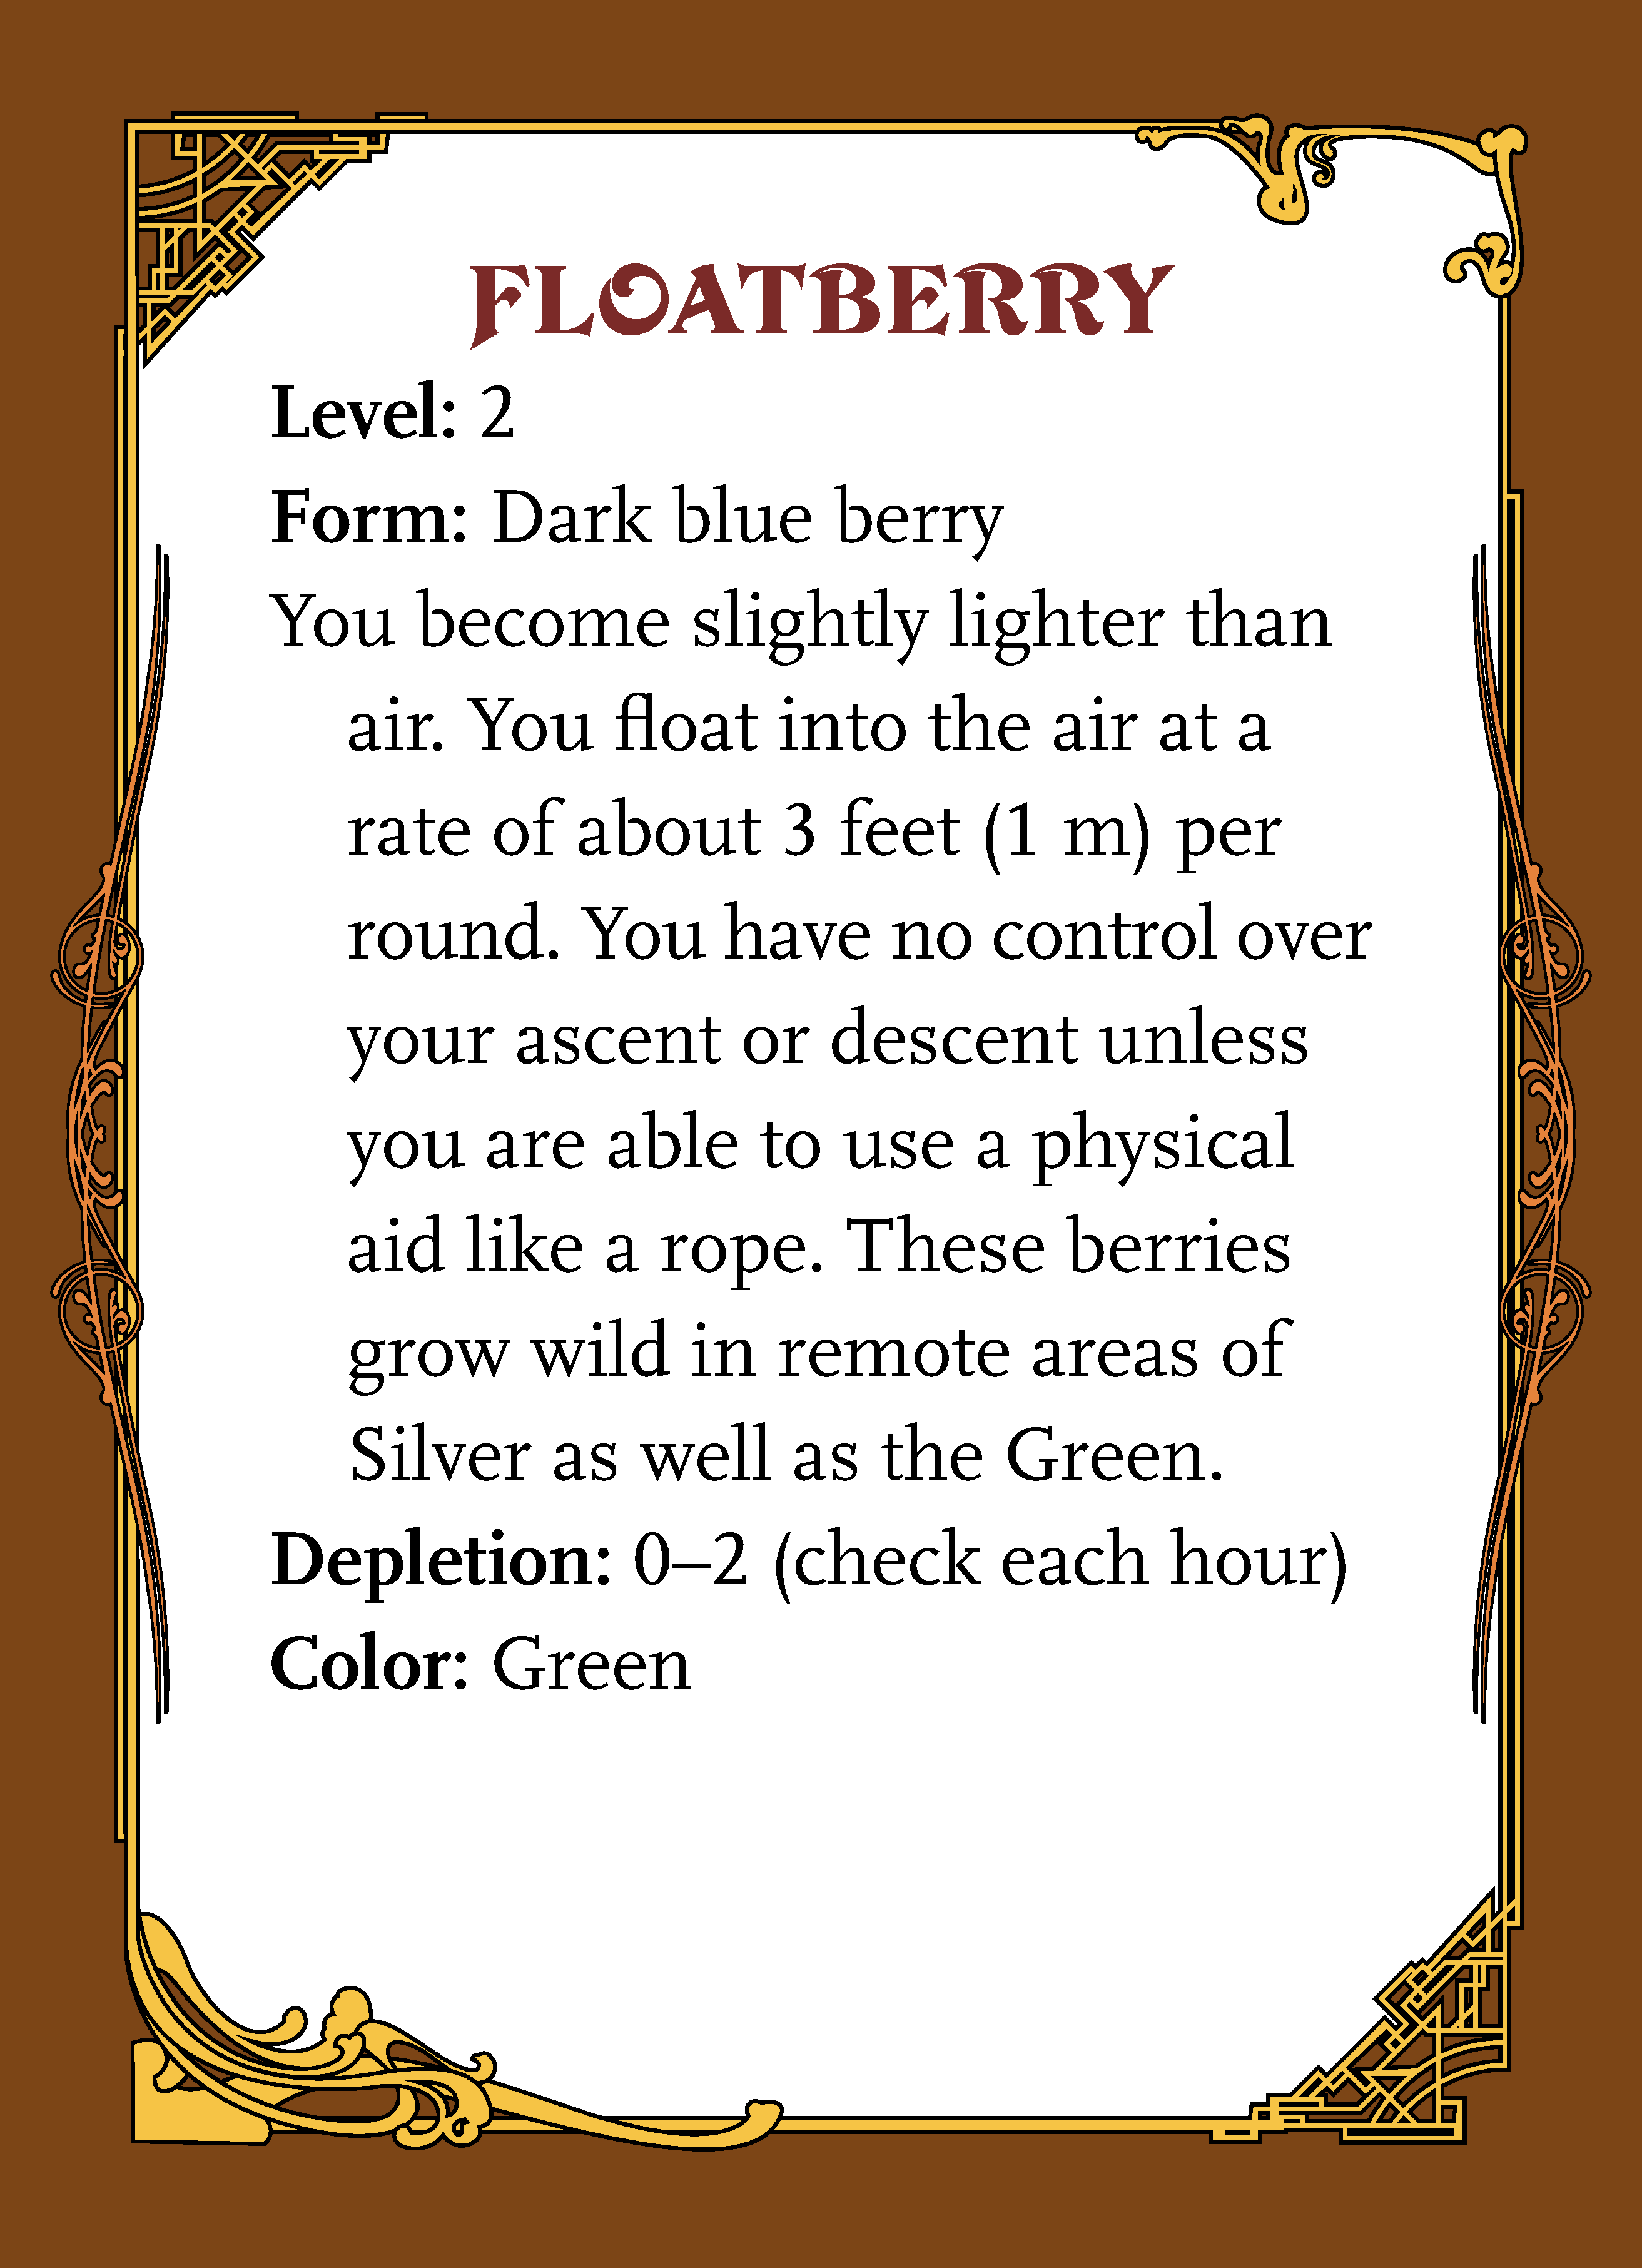 FLOATBERRY
Level: 2
Form: Dark blue berry
You become slightly lighter than
air. You float into the air at a
rate of about 3 feet (1 m) per
round. You have no control over
your ascent or descent unless
you are able to use a physical
aid like a rope. These berries
grow wild in remote areas of
Silver as well as the Green.
Depletion: 0–2 (check each hour)
Color: Green